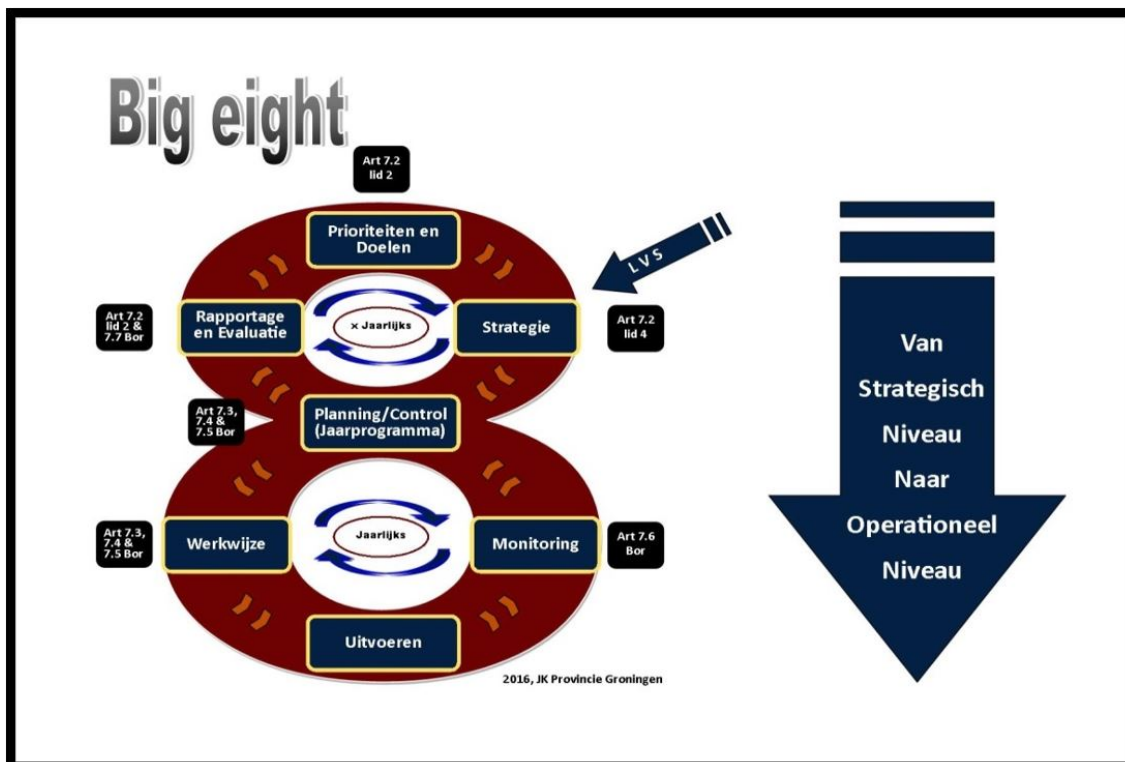 Big eight
Art 7.2
lid 2
Prioriteiten en
Doelen
LVS
Art 7.2
lid 2 &
7.7 Bor
Rapportage
en Evaluatie
x Jaarlijks
Strategie
Art 7.2
lid 4
Art 7.3,
7.4 &
7.5 Bor
Planning/Control
(Jaarprogramma)
Art 7.3,
7.4 &
7.5 Bor
Werkwijze
Jaarlijks
Monitoring
Art 7.6
Bor
Uitvoeren
2016, JK Provincie Groningen
Van
Strategisch
Niveau
Naar
Operationeel
Niveau